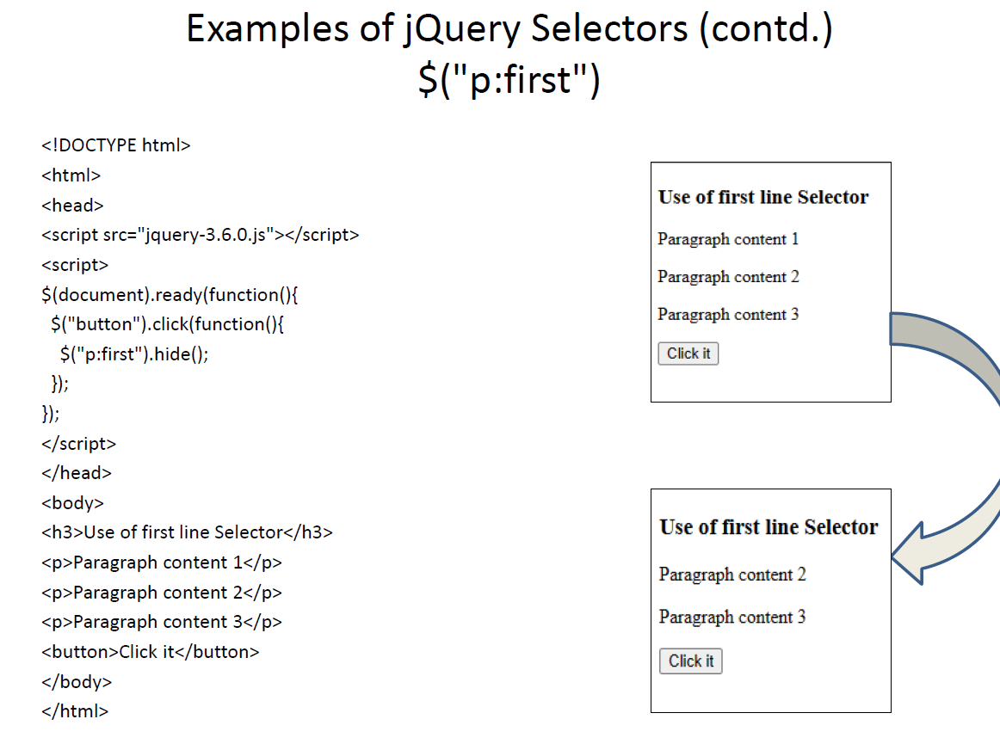 Examples of jQuery Selectors (contd.)
$("p:first")
<!DOCTYPE html>
<html>
<head>
<script src="jquery-3.6.0.js"></script>
<script>
$(document).ready(function(){
$("button").click(function(){
$("p:first").hide();
});
});
</script>
</head>
<body>
<h3>Use of first line Selector</h3>
<p>Paragraph content 1</p>
<p>Paragraph content 2</p>
<p>Paragraph content 3</p>
<button>Click it</button>
</body>
</html>
Use of first line Selector
Paragraph content 1
Paragraph content 2
Paragraph content 3
Click it
Use of first line Selector
Paragraph content 2
Paragraph content 3
Click it